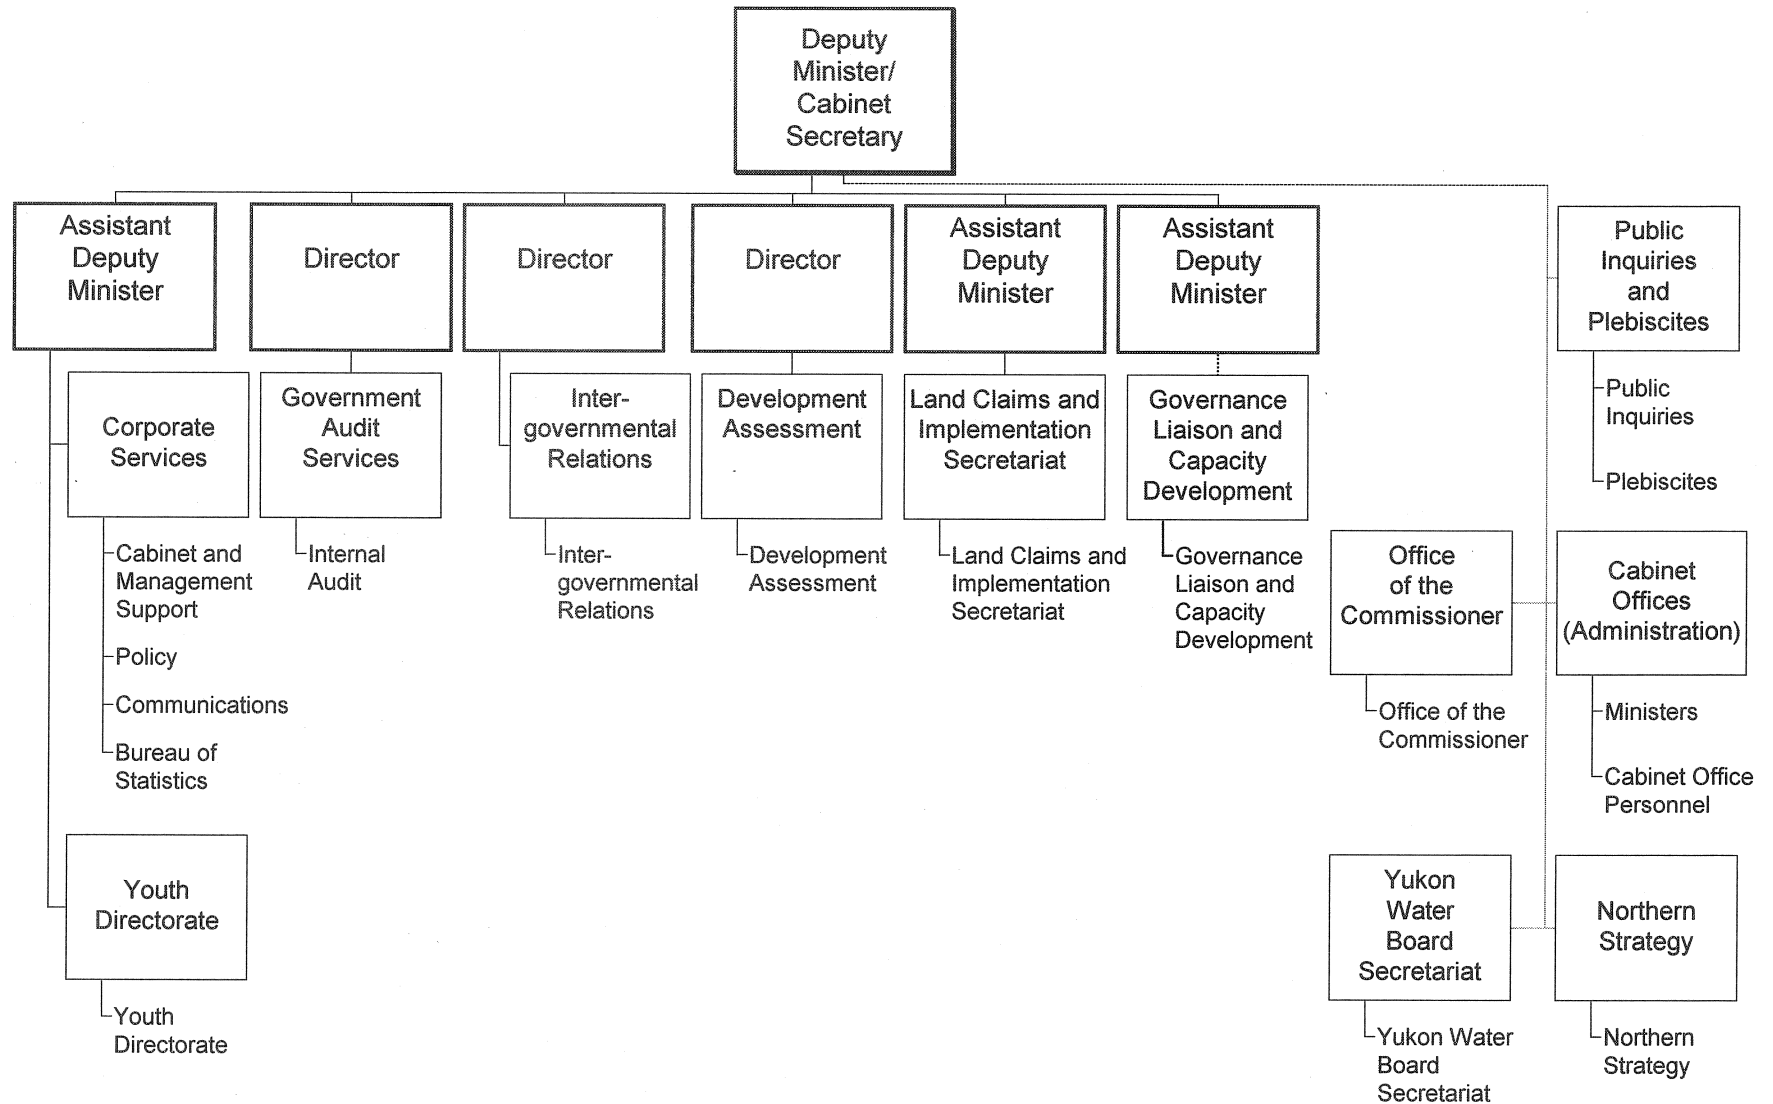 Deputy
Minister/
Cabinet
Secretary
Assistant
Deputy
Minister
Director
Director
Director
Assistant
Deputy
Minister
Assistant
Deputy
Minister
Public
Inquiries
and
Plebiscites
Corporate
Services
Government
Audit
Services
Inter-
governmental
Relations
Development
Assessment
Land Claims and
Implementation
Secretariat
Governance
Liaison and
Capacity
Development
Public
Inquiries
Plebiscites
Cabinet and
Management
Support
Policy
Communications
Bureau of
Statistics
Internal
Audit
Inter-
governmental
Relations
Development
Assessment
Land Claims and
Implementation
Secretariat
Governance
Liaison and
Capacity
Development
Office
of the
Commissioner
Cabinet
Offices
(Administration)
Office of the
Commissioner
Ministers
Cabinet Office
Personnel
Youth
Directorate
Youth
Directorate
Yukon
Water
Board
Secretariat
Northern
Strategy
Yukon Water
Board
Secretariat
Northern
Strategy